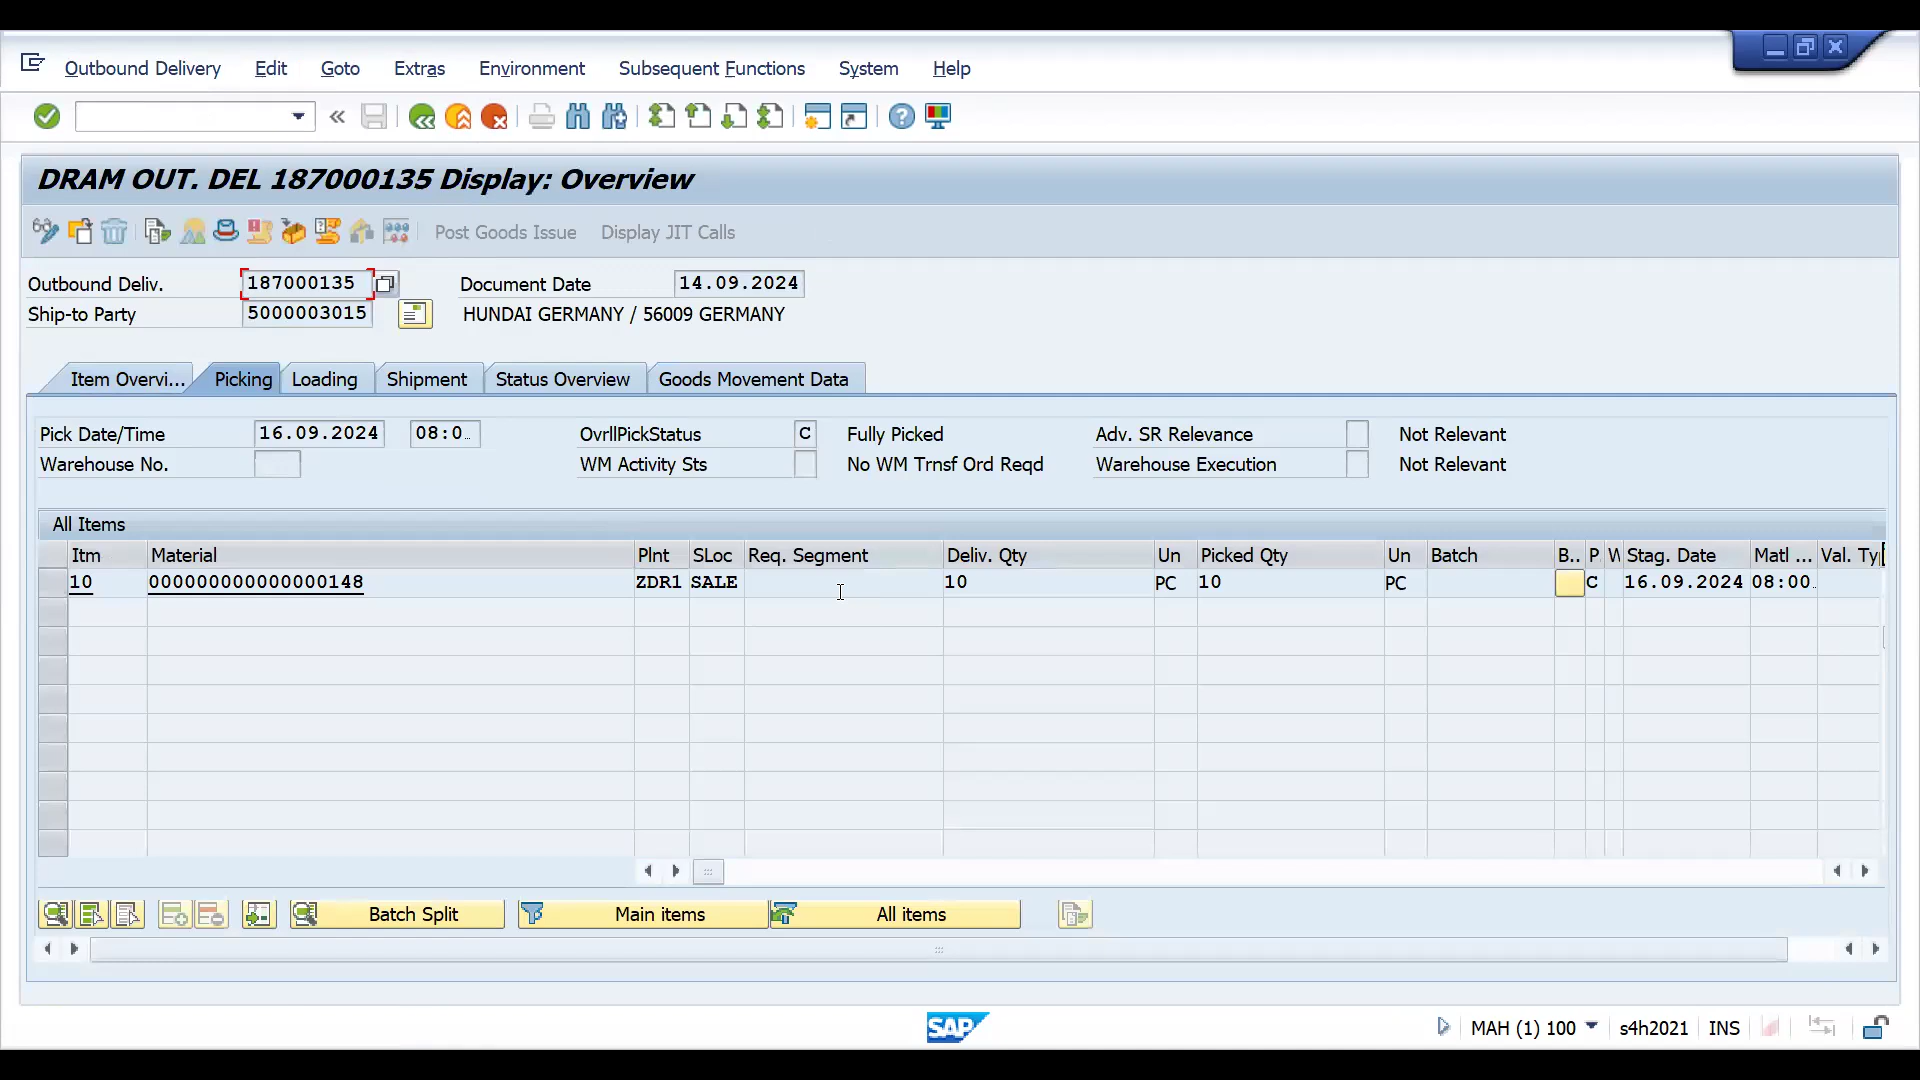 Outbound Delivery Edit Goto Extras Environment Subsequent Functions System Help
DRAM OUT. DEL 187000135 Display: Overview
Post Goods Issue Display JIT Calls
Outbound Deliv. 187000135 Document Date 14.09.2024
Ship-to Party 5000003015 HUNDAI GERMANY / 56009 GERMANY
Item Overvi... Picking Loading Shipment Status Overview Goods Movement Data
Pick Date/Time 16.09.2024 08:0.. OvrllPickStatus C Fully Picked Adv. SR Relevance Not Relevant
Warehouse No. WM Activity Sts No WM Trnsf Ord Reqd Warehouse Execution Not Relevant
All Items
Itm Material Plnt SLoc Req. Segment Deliv. Qty Un Picked Qty Un Batch B.. P. W Stag. Date Matl ... Val. Ty
10 000000000000000148 ZDR1 SALE 10 PC 10 PC C 16.09.2024 08:00..
Batch Split Main items All items
SAP MAH (1) 100 s4h2021 INS